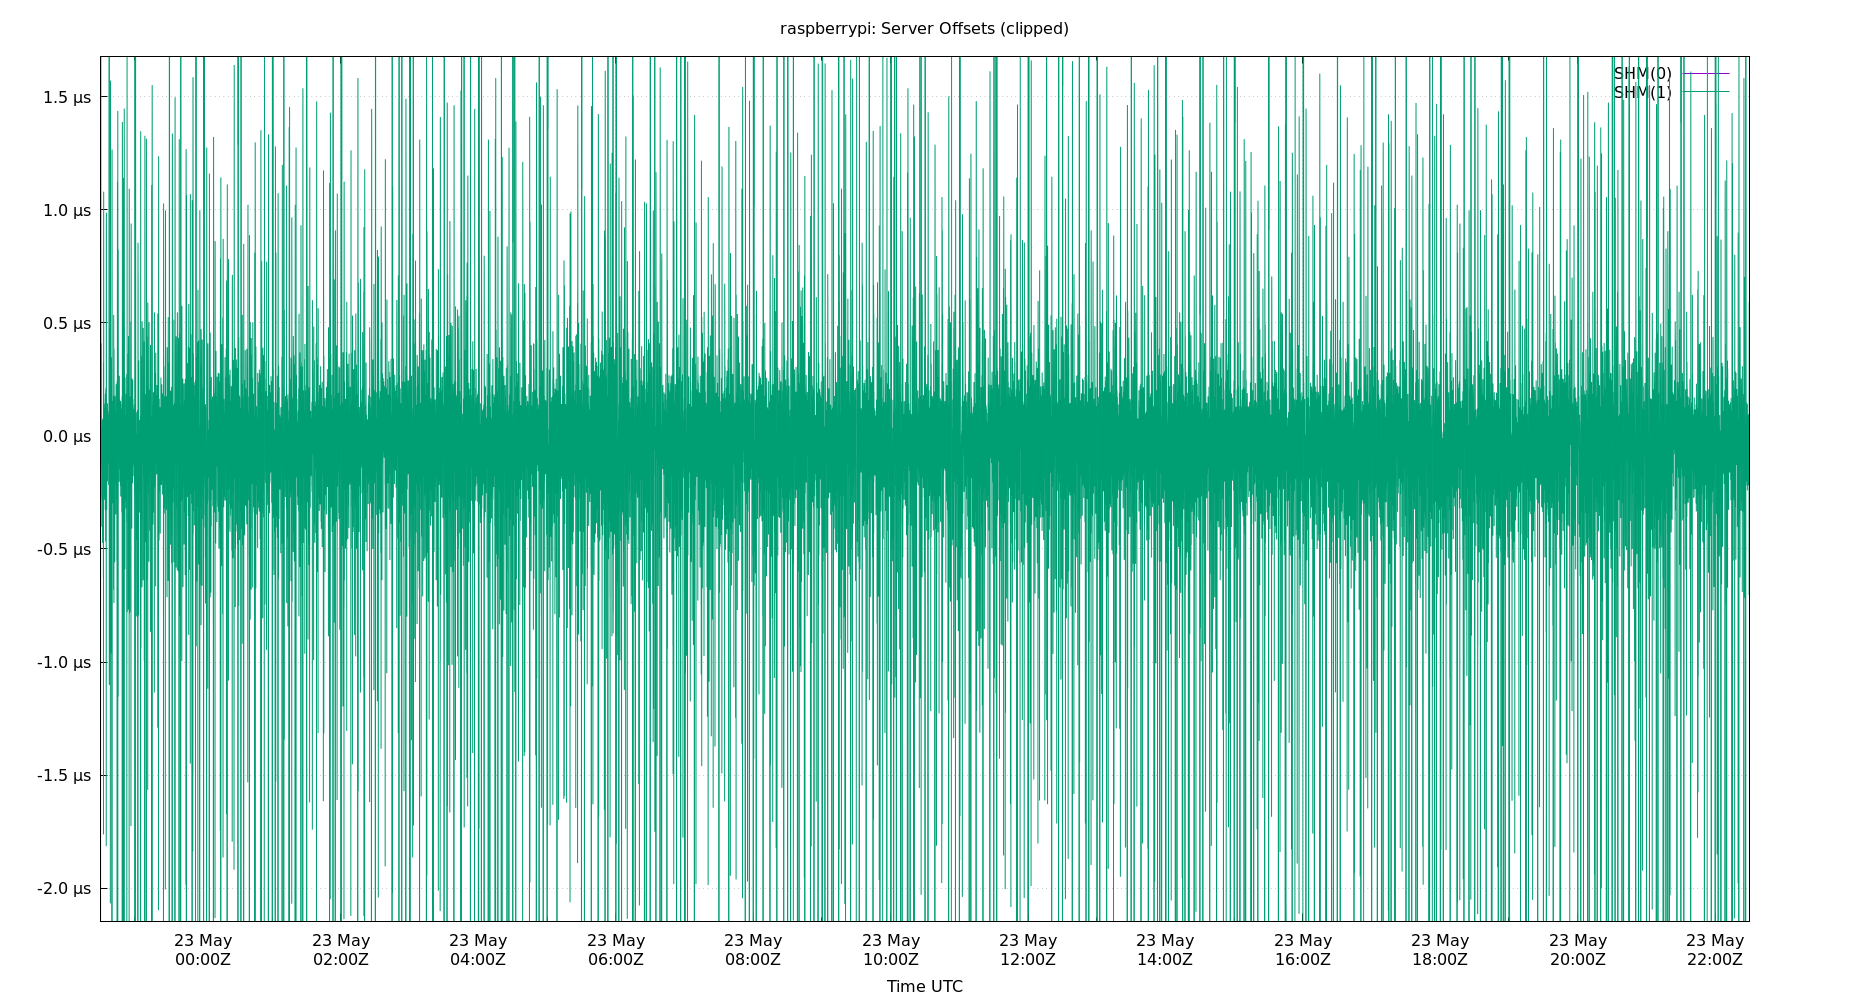 raspberrypi: Server Offsets (clipped)
SHM(0)
SHM(1)
1.5 µs
1.0 µs
0.5 µs
0.0 µs
-0.5 µs
-1.0 µs
-1.5 µs
-2.0 µs
23 May 23 May 23 May 23 May 23 May 23 May 23 May 23 May 23 May 23 May 23 May 23 May
00:00Z 02:00Z 04:00Z 06:00Z 08:00Z 10:00Z 12:00Z 14:00Z 16:00Z 18:00Z 20:00Z 22:00Z
Time UTC